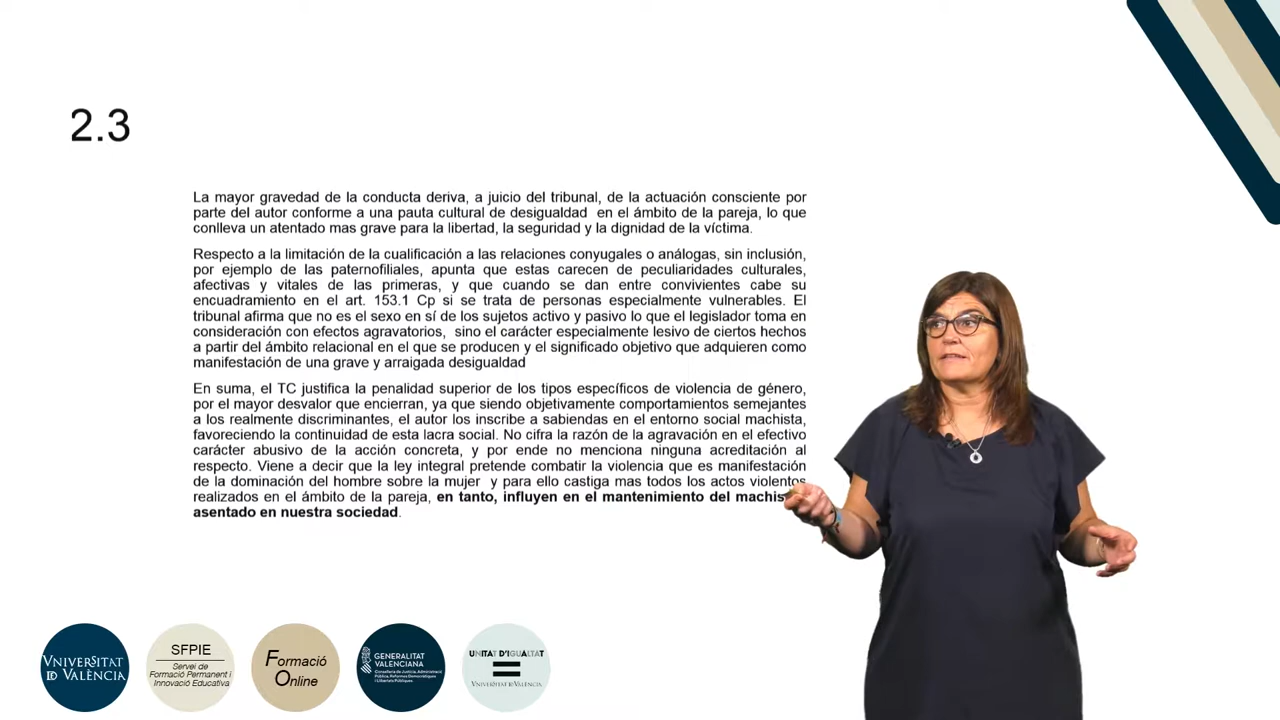 2.3
La mayor gravedad de la conducta deriva, a juicio del tribunal, de la actuación consciente por
parte del autor conforme a una pauta cultural de desigualdad en el ámbito de la pareja, lo que
conlleva un atentado mas grave para la libertad, la seguridad y la dignidad de la víctima.
Respecto a la limitación de la cualificación a las relaciones conyugales o análogas, sin inclusión,
por ejemplo de las paternofiliales, apunta que estas carecen de peculiaridades culturales,
afectivas y vitales de las primeras, y que cuando se dan entre convivientes cabe su
encuadramiento en el art. 153.1 Cp si se trata de personas especialmente vulnerables. El
tribunal afirma que no es el sexo en sí de los sujetos activo y pasivo lo que el legislador toma en
consideración con efectos agravatorios, sino el carácter especialmente lesivo de ciertos hechos
a partir del ámbito relacional en el que se producen y el significado objetivo que adquieren como
manifestación de una grave y arraigada desigualdad
En suma, el TC justifica la penalidad superior de los tipos específicos de violencia de género,
por el mayor desvalor que encierran, ya que siendo objetivamente comportamientos semejantes
a los realmente discriminantes, el autor los inscribe a sabiendas en el entorno social machista,
favoreciendo la continuidad de esta lacra social. No cifra la razón de la agravación en el efectivo
carácter abusivo de la acción concreta, y por ende no menciona ninguna acreditación al
respecto. Viene a decir que la ley integral pretende combatir la violencia que es manifestación
de la dominación del hombre sobre la mujer y para ello castiga mas todos los actos violentos
realizados en el ámbito de la pareja, en tanto, influyen en el mantenimiento del machis
asentado en nuestra sociedad.
VNIVERSITAT
ID VALÈNCIA
SFPIE
Servei de
Formació Permanent i
Innovació Educativa
Formació
Online
GENERALITAT
VALENCIANA
Conselleria de Justícia, Administració
Pública, Reformes Democràtiques
i Llibertats Públiques
UNITAT D'IGUALTAT
VNIVERSITAT ID VALÈNCIA